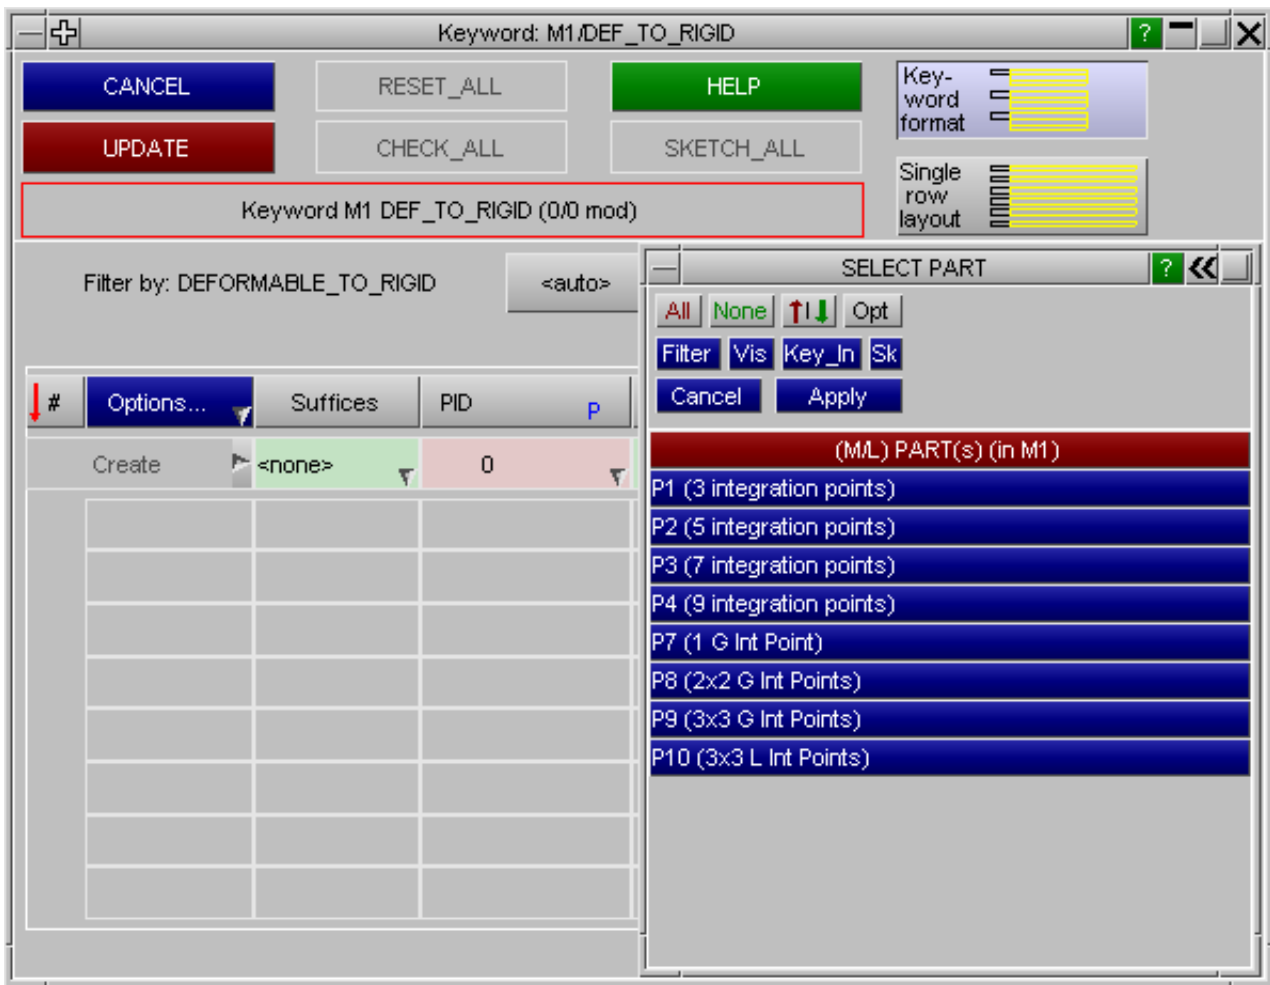 Keyword: M1/DEF_TO_RIGID
?
CANCEL
RESET_ALL
HELP
Key-
word
format
UPDATE
CHECK_ALL
SKETCH_ALL
Single
row
layout
Keyword M1 DEF_TO_RIGID (0/0 mod)
Filter by: DEFORMABLE_TO_RIGID
<auto>
SELECT PART
?
All
None
Opt
Filter
Vis
Key_In
Sk
Cancel
Apply
#
Options...
Suffices
PID
P
Create
<none>
0
(M/L) PART(s) (in M1)
P1 (3 integration points)
P2 (5 integration points)
P3 (7 integration points)
P4 (9 integration points)
P7 (1 G Int Point)
P8 (2x2 G Int Points)
P9 (3x3 G Int Points)
P10 (3x3 L Int Points)